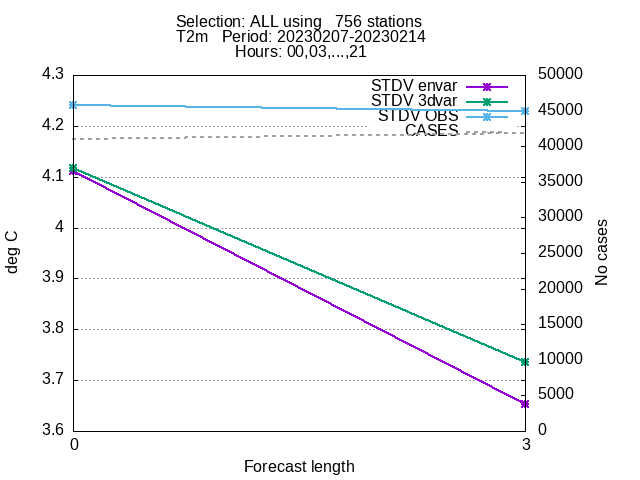 Selection: ALL using   756 stations
T2m   Period: 20230207-20230214
Hours: 00,03,...,21
STDV envar
STDV 3dvar
STDV OBS
CASES
4.3
4.2
4.1
4
3.9
3.8
3.7
3.6
deg C
50000
45000
40000
35000
30000
25000
20000
15000
10000
5000
0
No cases
0
3
Forecast length